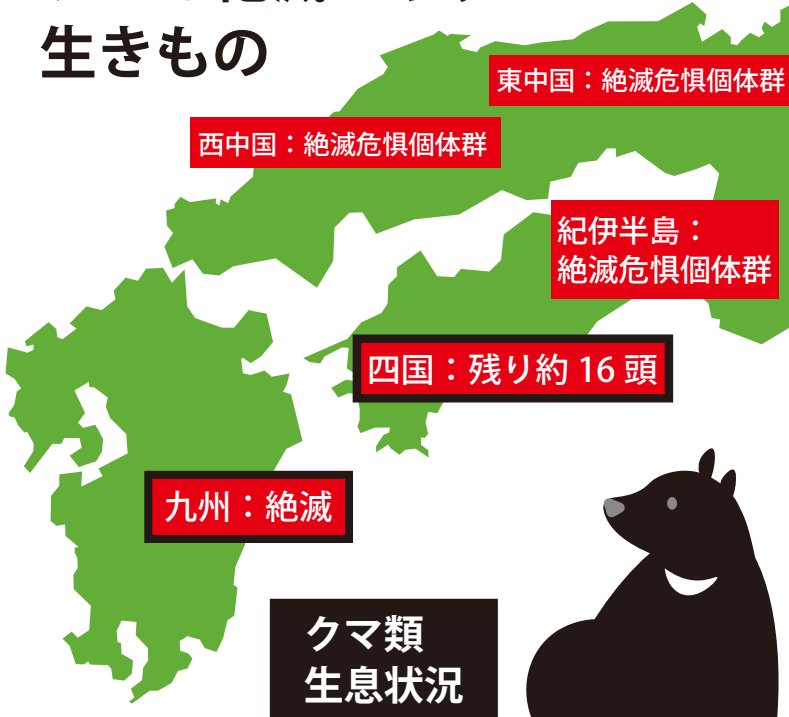 生きもの
東中国：絶滅危惧個体群
西中国：絶滅危惧個体群
紀伊半島：
絶滅危惧個体群
四国：残り約 16 頭
九州：絶滅
クマ類
生息状況